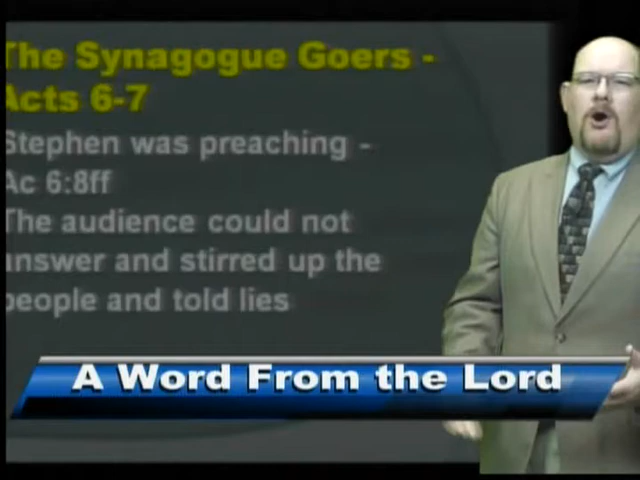 The Synagogue Goers -
Acts 6-7
Stephen was preaching -
Ac 6:8ff
The audience could not
answer and stirred up the
people and told lies
A Word From the Lord